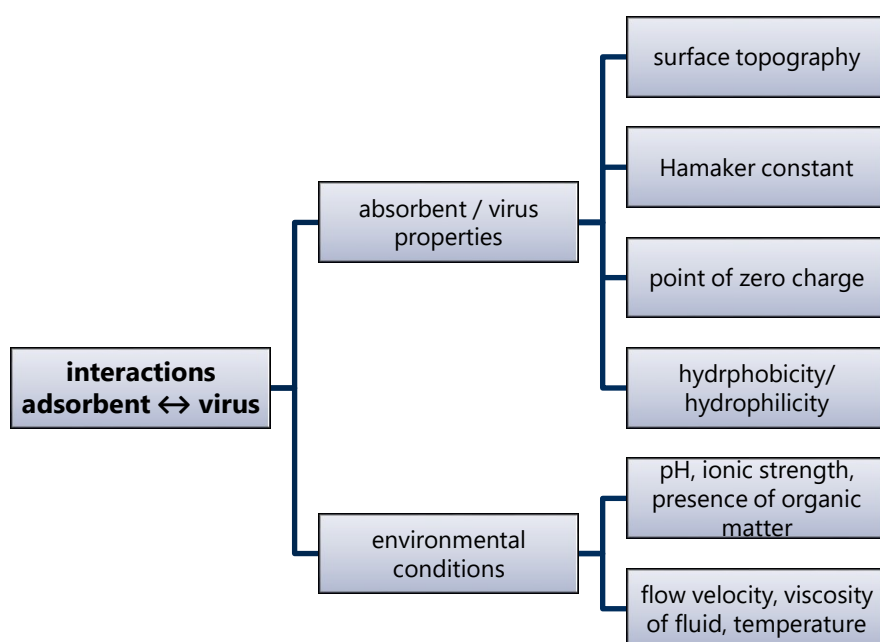 interactions
adsorbent ↔ virus
absorbent / virus
properties
surface topography
Hamaker constant
point of zero charge
hydrphobicity/
hydrophilicity
environmental
conditions
pH, ionic strength,
presence of organic
matter
flow velocity, viscosity
of fluid, temperature